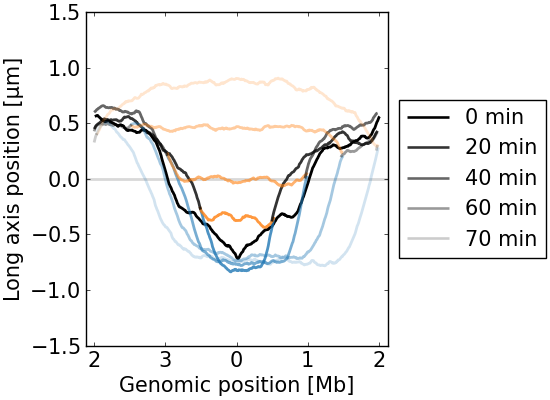 1.5
1.0
0.5
0.0
−0.5
−1.0
−1.5
Long axis position [μm]
2 3 0 1 2
Genomic position [Mb]
0 min
20 min
40 min
60 min
70 min